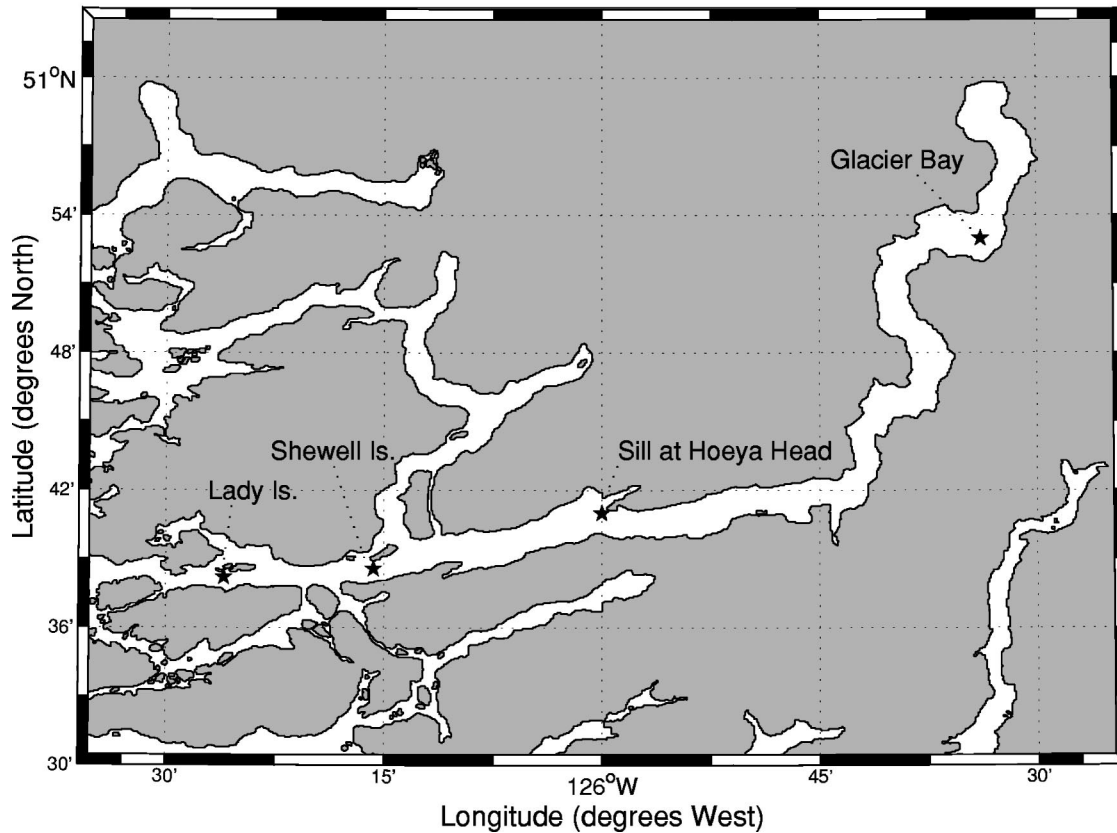 51°N
Glacier Bay
54'
48'
Shewell Is.
Sill at Hoeya Head
Lady Is.
42'
36'
30'
Latitude (degrees North)
30'
15'
126°W
45'
30'
Longitude (degrees West)